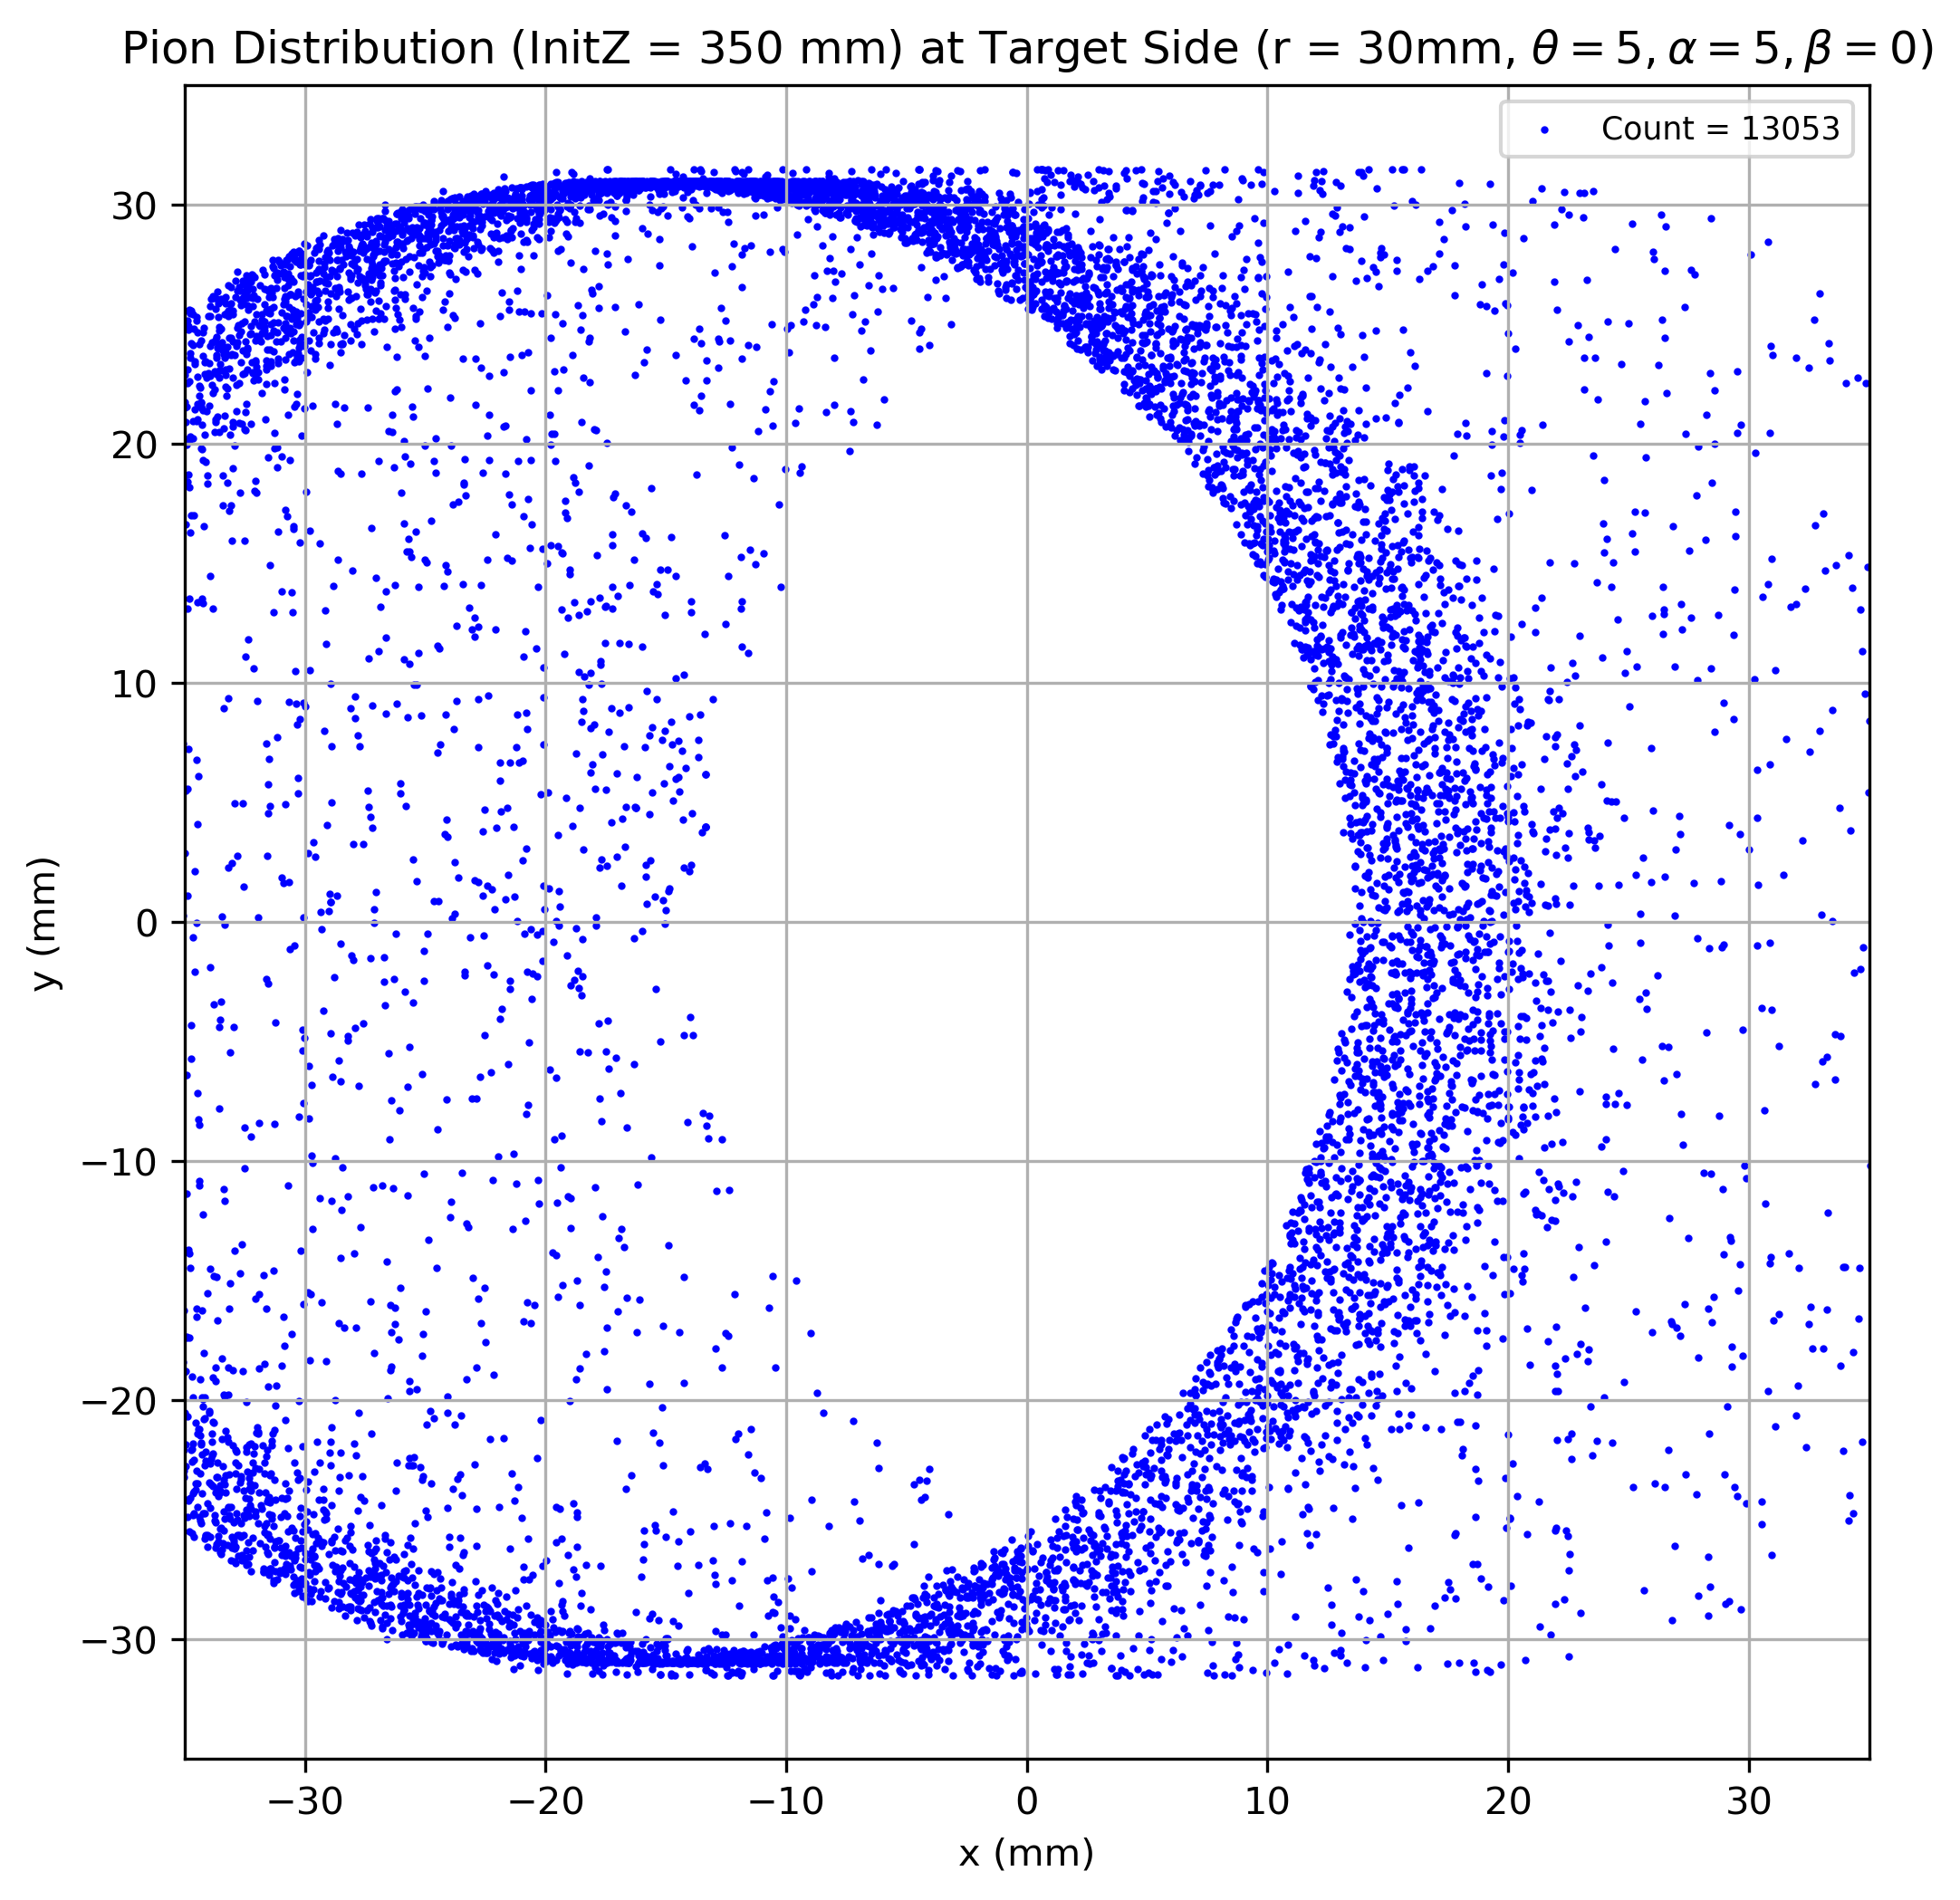 Pion Distribution (InitZ = 350 mm) at Target Side (r = 30mm, θ = 5, α = 5, β = 0)
Count = 13053
30
20
10
0
−10
−20
−30
y (mm)
−30 −20 −10 0 10 20 30
x (mm)